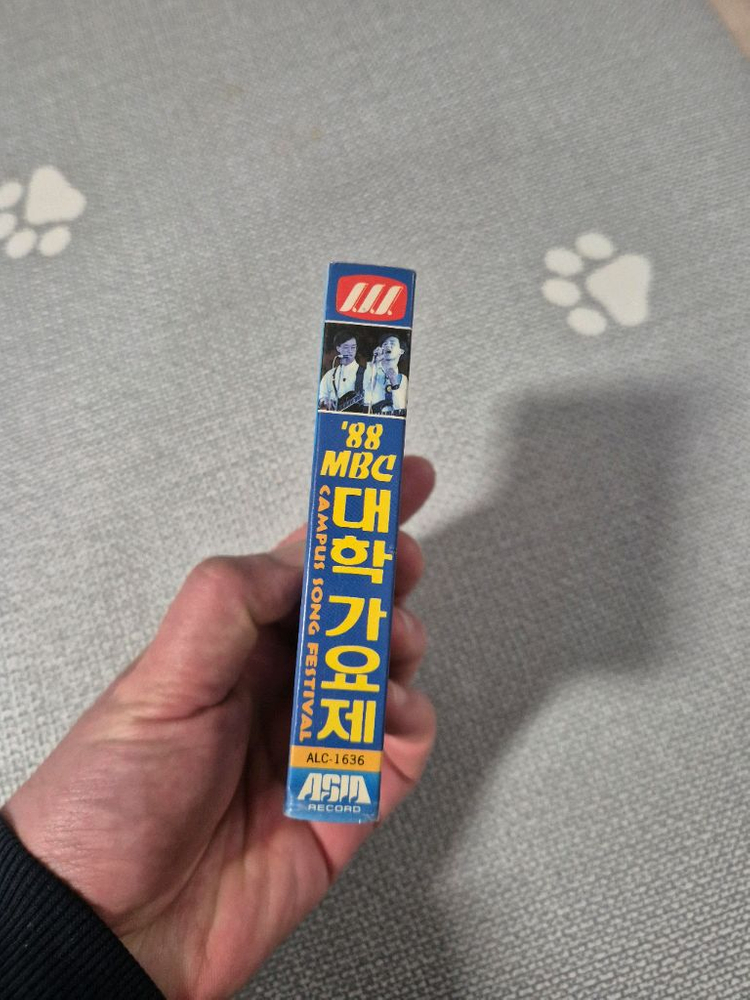 '88
MBC
대학 가요제
CAMPUS SONG FESTIVAL
ALC-1636
ASIA
RECORD